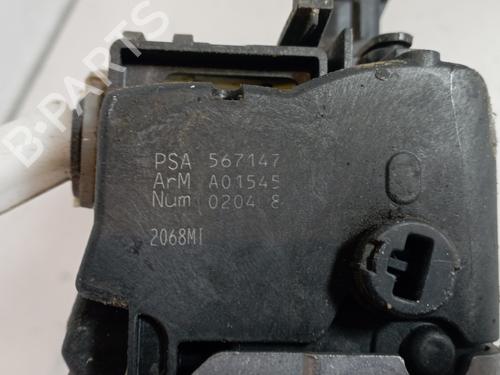 B-PARTS
PSA 567147
ArM A01545
Num 0204 8
2068MI